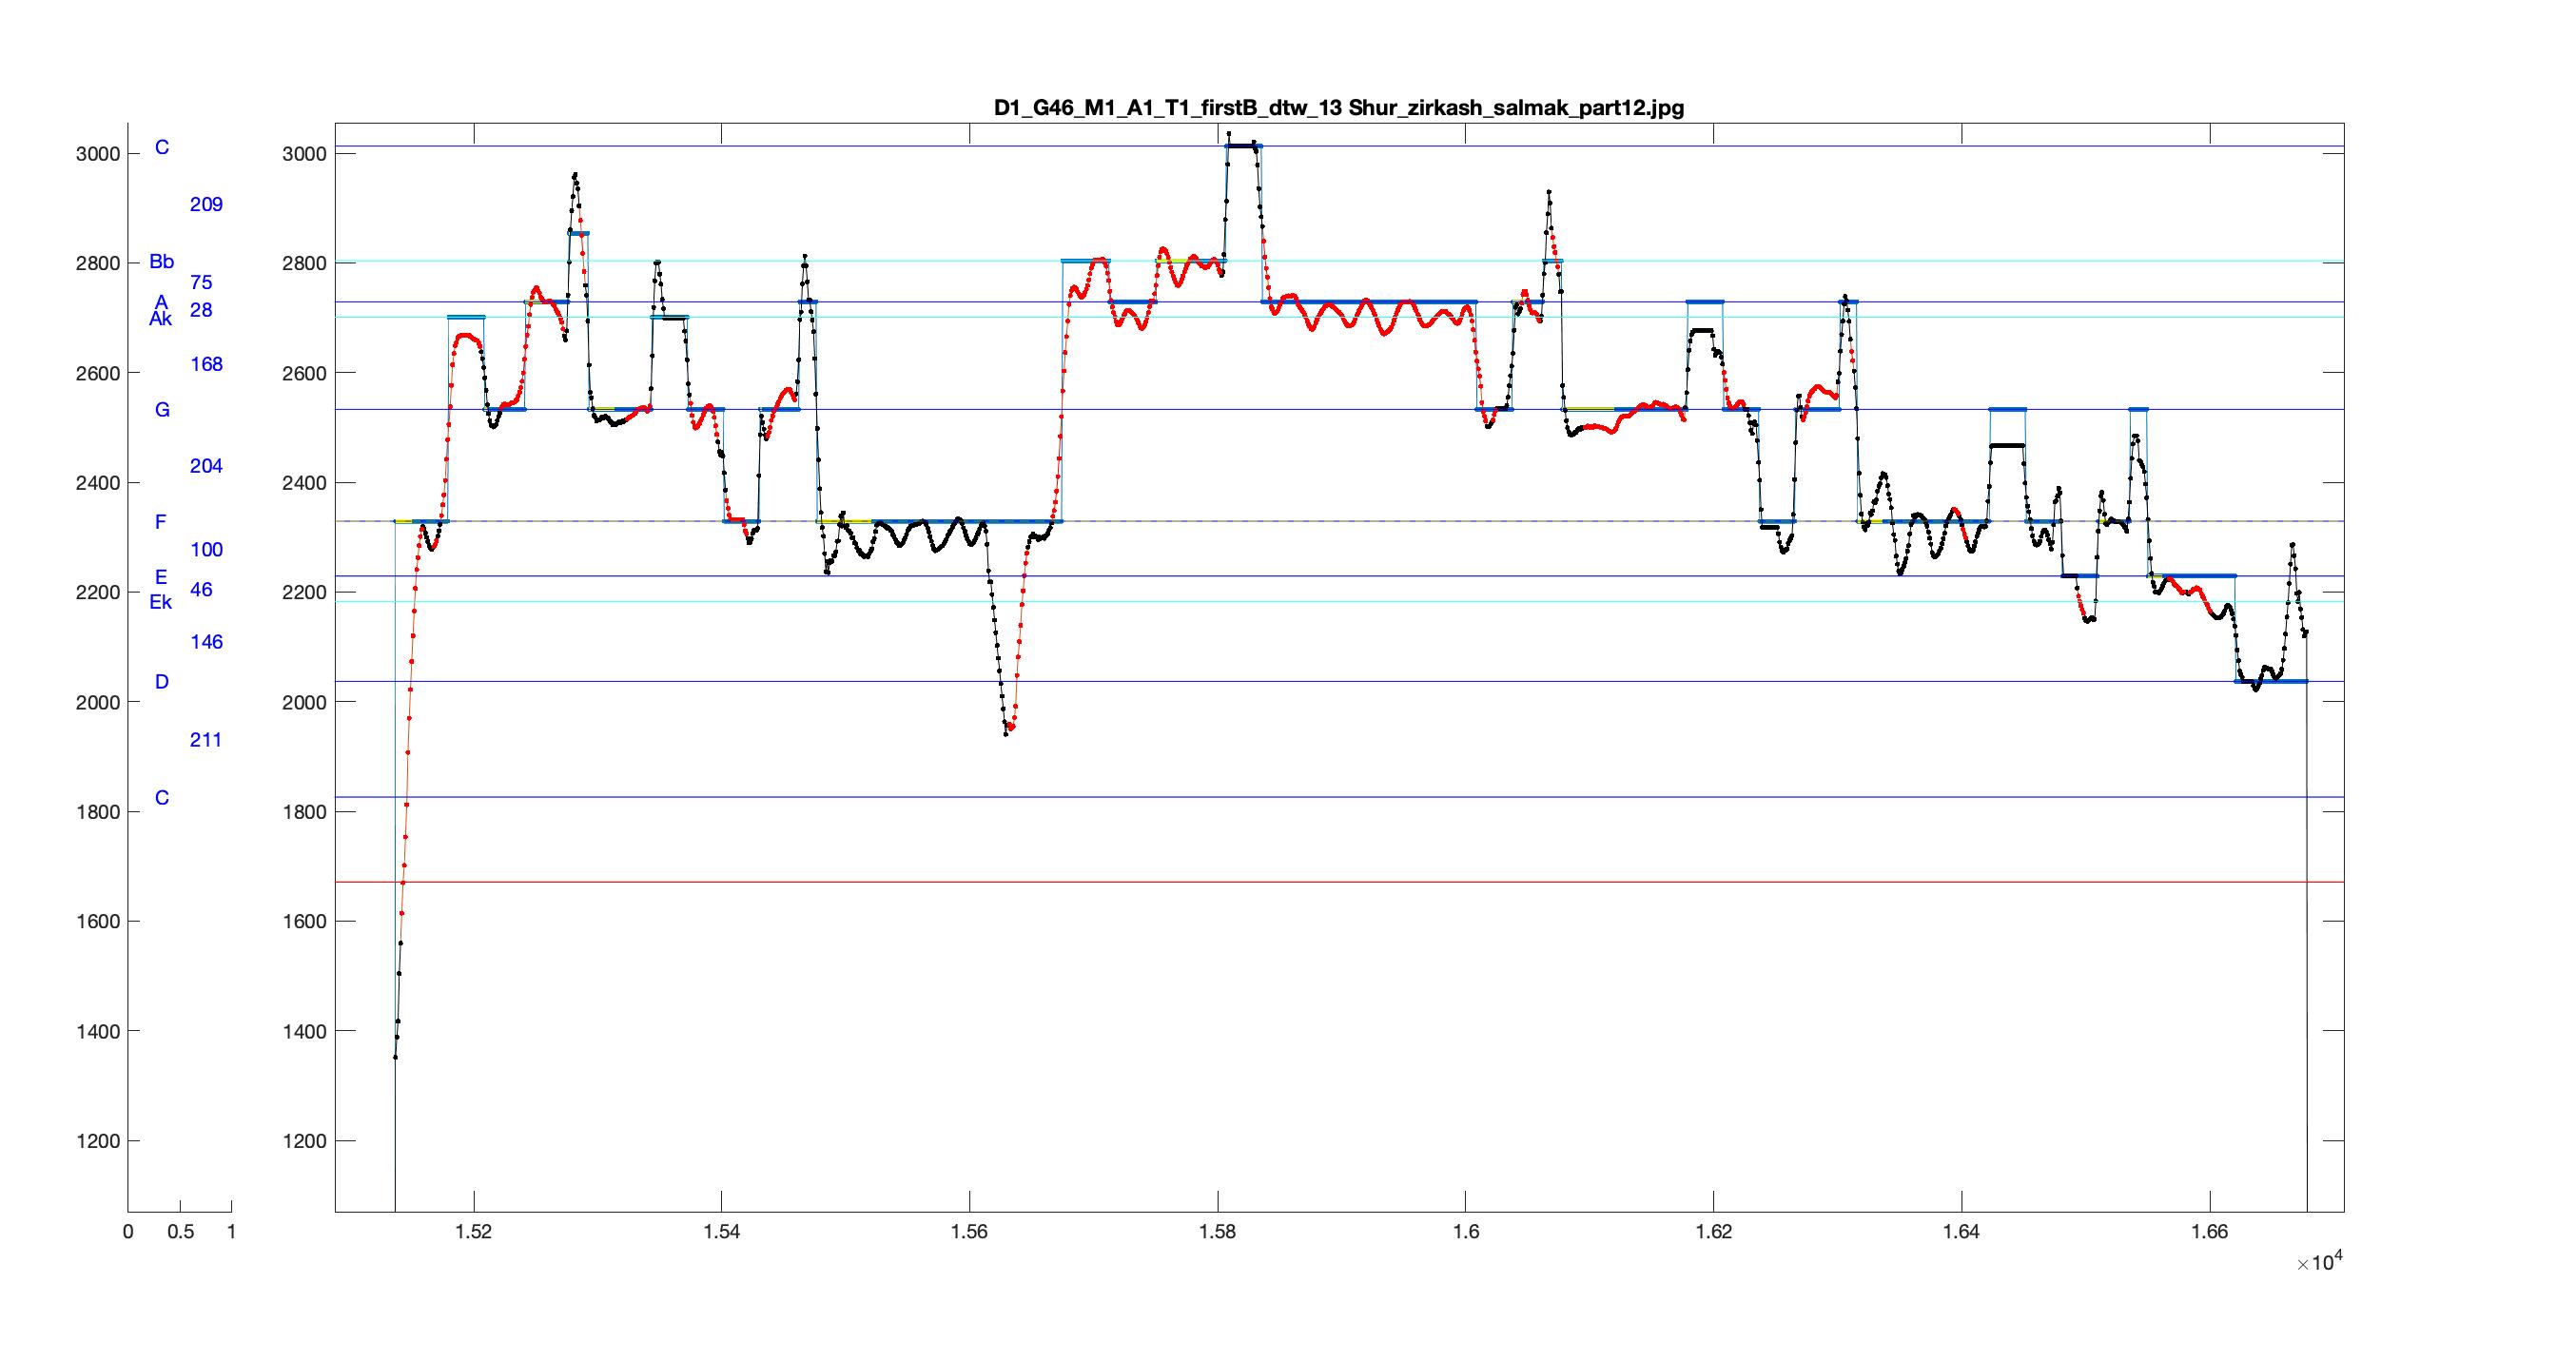 D1_G46_M1_A1_T1_firstB_dtw_13 Shur_zirkash_salmak_part12.jpg
3000
2800
2600
2400
2200
2000
1800
1600
1400
1200
0 0.5 1
C
209
Bb
75
A
28
Ak
168
G
204
F
100
E
46
Ek
146
D
211
C
3000
2800
2600
2400
2200
2000
1800
1600
1400
1200
1.52 1.54 1.56 1.58 1.6 1.62 1.64 1.66
×10⁴